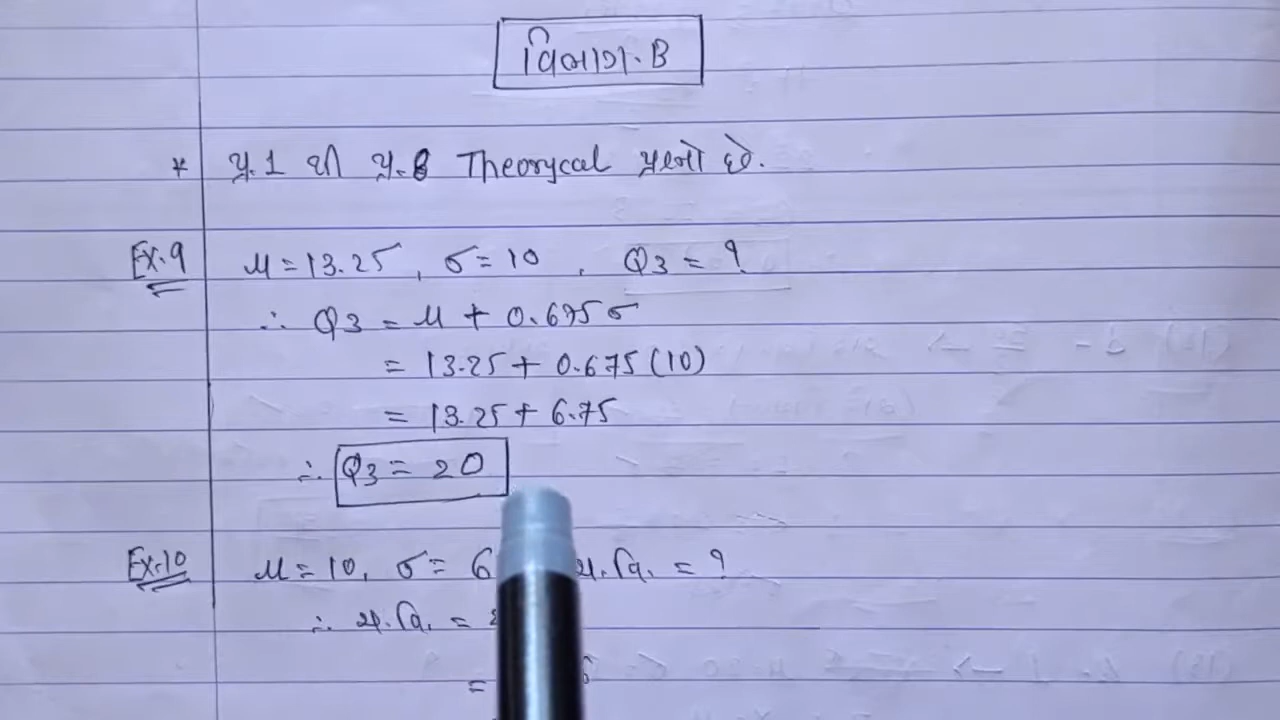 વિભાગ.B
* પ્ર.1 થી પ્ર.8 Theorycal પ્રશ્નો છે.
Ex.9 μ = 13.25, σ = 10, Q3 = ?
∴ Q3 = μ + 0.675σ
= 13.25 + 0.675(10)
= 13.25 + 6.75
∴ Q3 = 20
Ex.10 μ = 10, σ = 6 વિ. = ?
∴ વિ. =
=